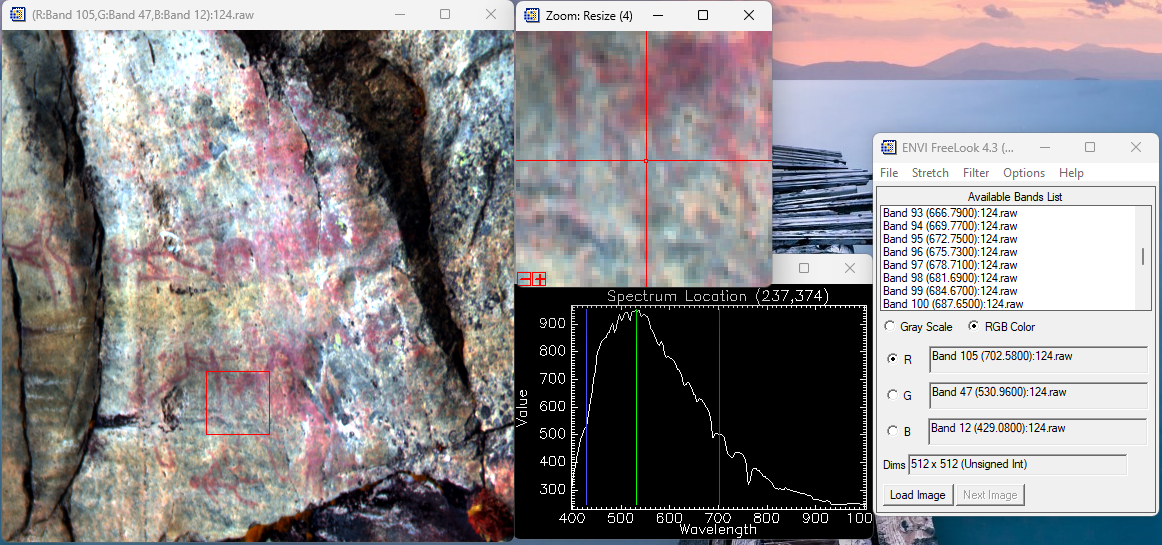 (R:Band 105,G:Band 47,B:Band 12):124.raw
Zoom: Resize (4)
ENVI FreeLook 4.3 (...
File Stretch Filter Options Help
Available Bands List
Band 93 (666.7900):124.raw
Band 94 (669.7700):124.raw
Band 95 (672.7500):124.raw
Band 96 (675.7300):124.raw
Band 97 (678.7100):124.raw
Band 98 (681.6900):124.raw
Band 99 (684.6700):124.raw
Band 100 (687.6500):124.raw
Gray Scale RGB Color
R Band 105 (702.5800):124.raw
G Band 47 (530.9600):124.raw
B Band 12 (429.0800):124.raw
Dims 512 x 512 (Unsigned Int)
Load Image Next Image
Spectrum Location (237,374)
Value
900
800
700
600
500
400
300
400 500 600 700 800 900 100
Wavelength